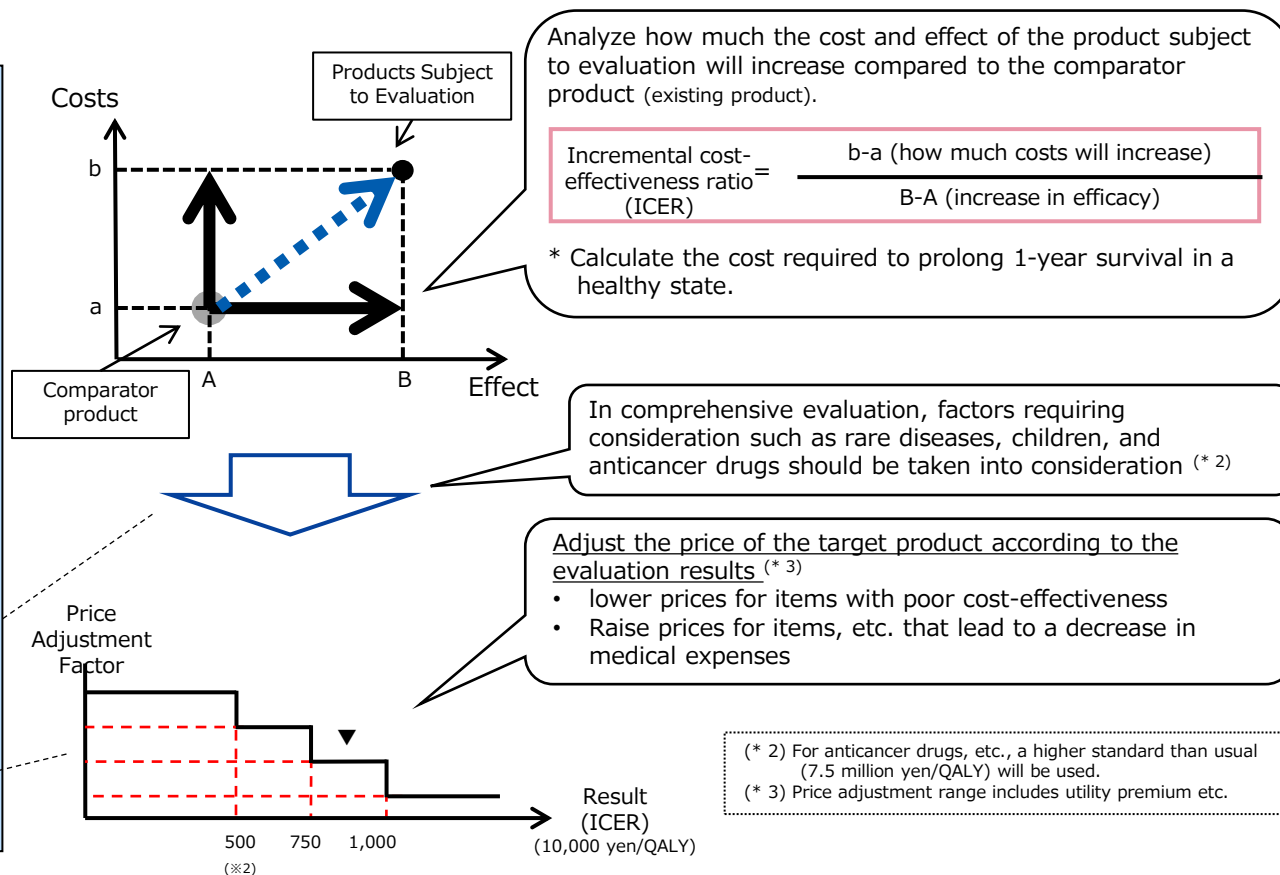 Costs
Products Subject
to Evaluation
b
a
A
B
Effect
Comparator
product
Analyze how much the cost and effect of the product subject
to evaluation will increase compared to the comparator
product (existing product).
Incremental cost-
effectiveness ratio
(ICER)
=
b-a (how much costs will increase)
B-A (increase in efficacy)
* Calculate the cost required to prolong 1-year survival in a
healthy state.
In comprehensive evaluation, factors requiring
consideration such as rare diseases, children, and
anticancer drugs should be taken into consideration (* 2)
Adjust the price of the target product according to the
evaluation results (* 3)
• lower prices for items with poor cost-effectiveness
• Raise prices for items, etc. that lead to a decrease in
medical expenses
Price
Adjustment
Factor
▼
500
750
1,000
(※2)
Result
(ICER)
(10,000 yen/QALY)
(* 2) For anticancer drugs, etc., a higher standard than usual
(7.5 million yen/QALY) will be used.
(* 3) Price adjustment range includes utility premium etc.